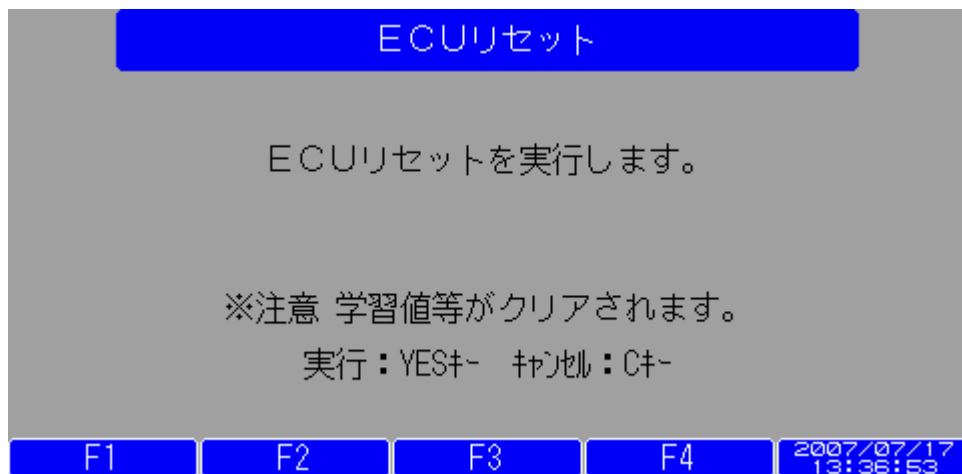 ＥＣＵリセット
ＥＣＵリセットを実行します。
※注意 学習値等がクリアされます。
実行：YESｷｰ ｷｬﾝｾﾙ：Cｷｰ
F1 F2 F3 F4 2007/07/17
13:36:53